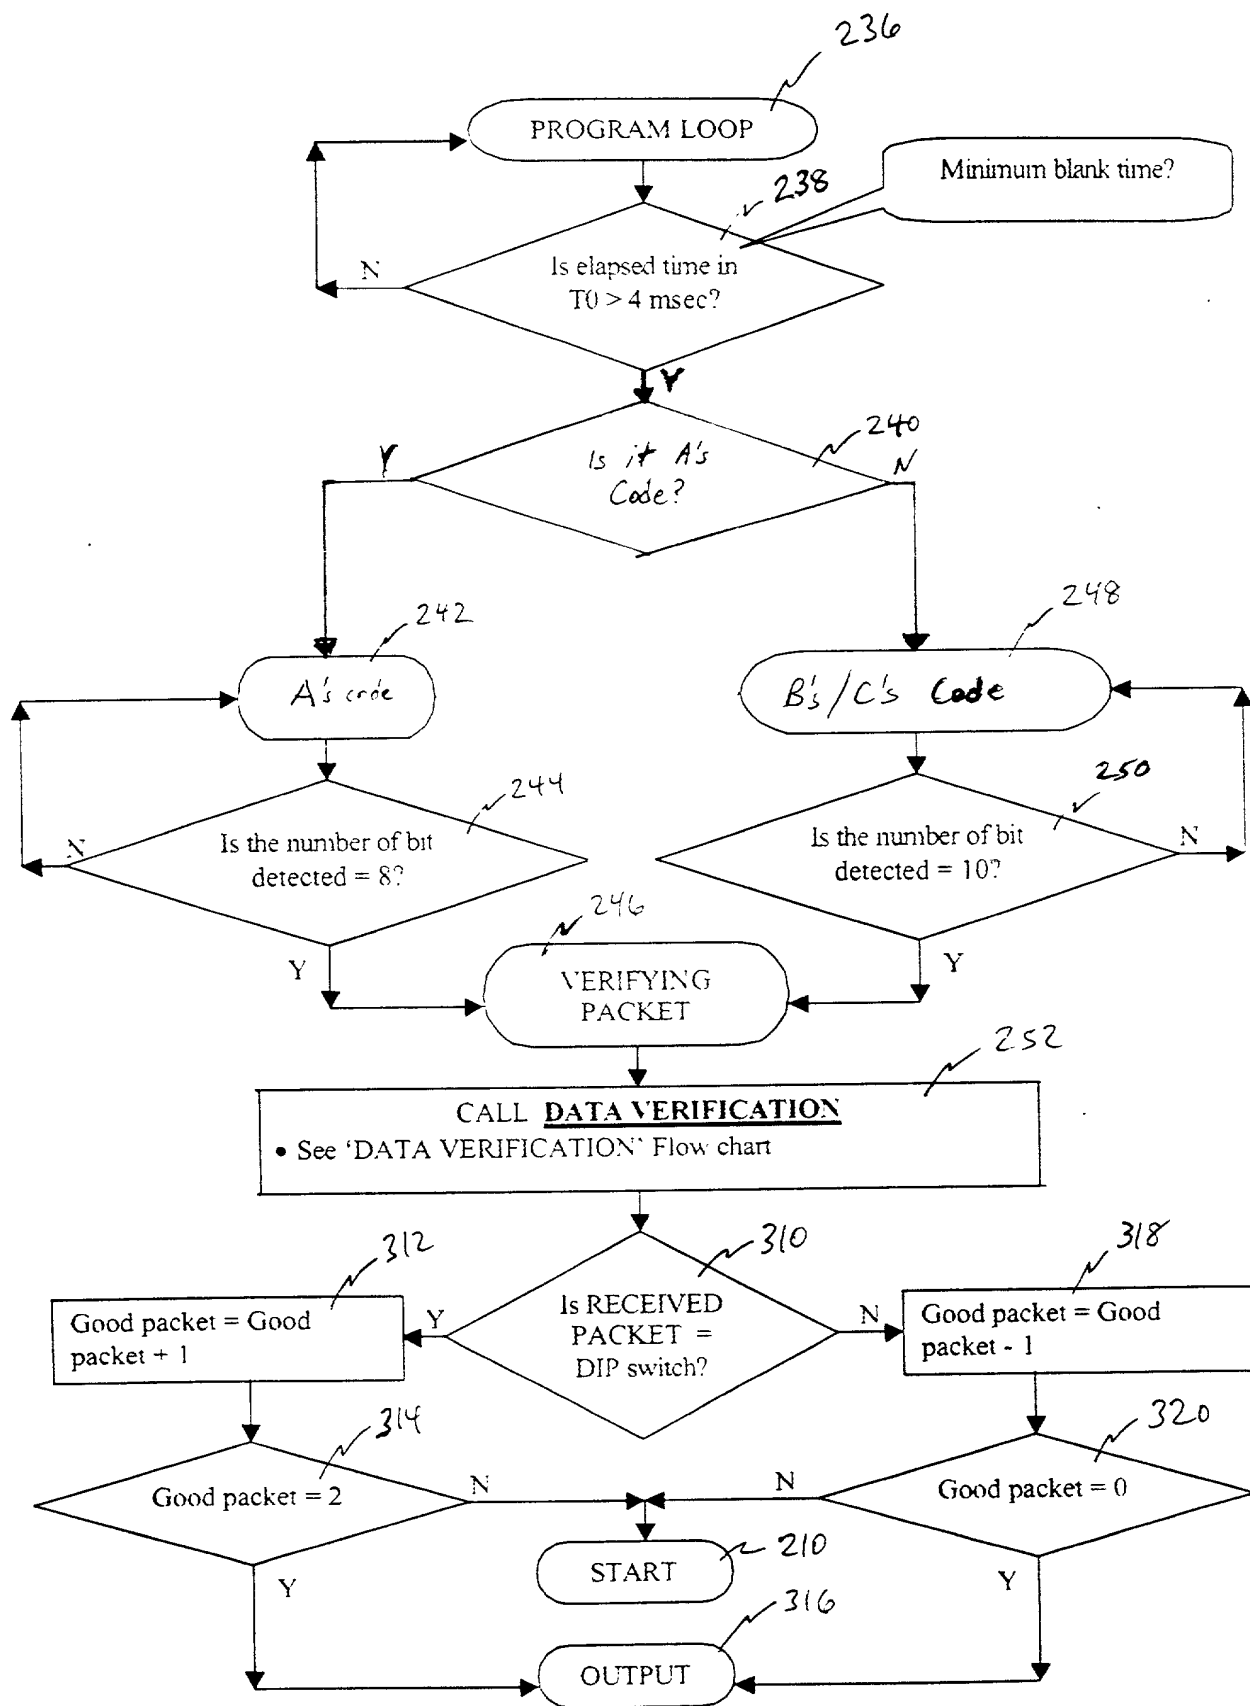 236
PROGRAM LOOP
Minimum blank time?
238
Is elapsed time in
T0 > 4 msec?
N
Y
240
Is it A's
Code?
Y
N
242
A's code
248
B's/C's Code
244
Is the number of bit
detected = 8?
N
250
Is the number of bit
detected = 10?
N
246
Y
VERIFYING
PACKET
Y
252
CALL DATA VERIFICATION
• See 'DATA VERIFICATION' Flow chart
312
Good packet = Good
packet + 1
Y
310
Is RECEIVED
PACKET =
DIP switch?
N
318
Good packet = Good
packet - 1
314
Good packet = 2
N
320
Good packet = 0
N
210
START
Y
Y
316
OUTPUT